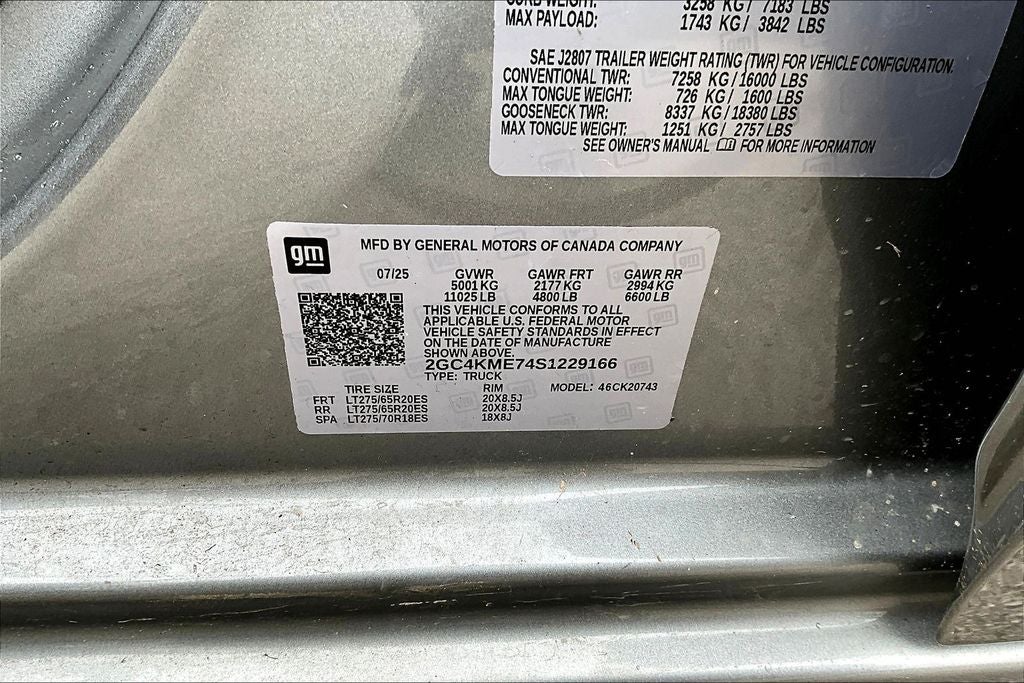 CURB WEIGHT: 3258 KG / 7183 LBS
MAX PAYLOAD: 1743 KG / 3842 LBS
SAE J2807 TRAILER WEIGHT RATING (TWR) FOR VEHICLE CONFIGURATION.
CONVENTIONAL TWR: 7258 KG / 16000 LBS
MAX TONGUE WEIGHT: 726 KG / 1600 LBS
GOOSENECK TWR: 8337 KG / 18380 LBS
MAX TONGUE WEIGHT: 1251 KG / 2757 LBS
SEE OWNER'S MANUAL FOR MORE INFORMATION
gm
MFD BY GENERAL MOTORS OF CANADA COMPANY
07/25 GVWR GAWR FRT GAWR RR
5001 KG 2177 KG 2994 KG
11025 LB 4800 LB 6600 LB
THIS VEHICLE CONFORMS TO ALL
APPLICABLE U.S. FEDERAL MOTOR
VEHICLE SAFETY STANDARDS IN EFFECT
ON THE DATE OF MANUFACTURE
SHOWN ABOVE.
2GC4KME74S1229166
TYPE: TRUCK
TIRE SIZE RIM MODEL: 46CK20743
FRT LT275/65R20ES 20X8.5J
RR LT275/65R20ES 20X8.5J
SPA LT275/70R18ES 18X8J